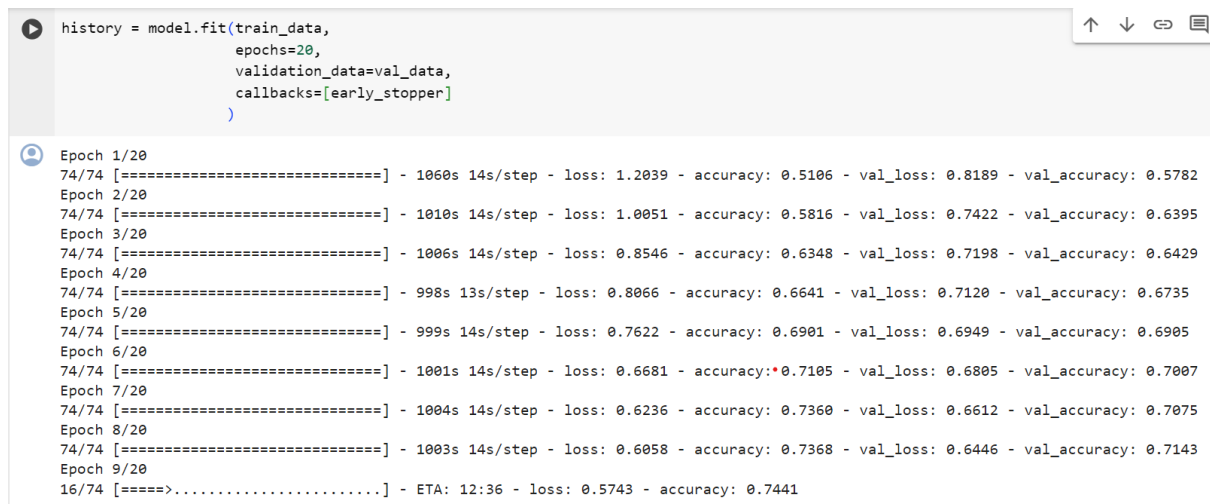 history = model.fit(train_data,
epochs=20,
validation_data=val_data,
callbacks=[early_stopper]
)
Epoch 1/20
74/74 [==============================] - 1060s 14s/step - loss: 1.2039 - accuracy: 0.5106 - val_loss: 0.8189 - val_accuracy: 0.5782
Epoch 2/20
74/74 [==============================] - 1010s 14s/step - loss: 1.0051 - accuracy: 0.5816 - val_loss: 0.7422 - val_accuracy: 0.6395
Epoch 3/20
74/74 [==============================] - 1006s 14s/step - loss: 0.8546 - accuracy: 0.6348 - val_loss: 0.7198 - val_accuracy: 0.6429
Epoch 4/20
74/74 [==============================] - 998s 13s/step - loss: 0.8066 - accuracy: 0.6641 - val_loss: 0.7120 - val_accuracy: 0.6735
Epoch 5/20
74/74 [==============================] - 999s 14s/step - loss: 0.7622 - accuracy: 0.6901 - val_loss: 0.6949 - val_accuracy: 0.6905
Epoch 6/20
74/74 [==============================] - 1001s 14s/step - loss: 0.6681 - accuracy: 0.7105 - val_loss: 0.6805 - val_accuracy: 0.7007
Epoch 7/20
74/74 [==============================] - 1004s 14s/step - loss: 0.6236 - accuracy: 0.7360 - val_loss: 0.6612 - val_accuracy: 0.7075
Epoch 8/20
74/74 [==============================] - 1003s 14s/step - loss: 0.6058 - accuracy: 0.7368 - val_loss: 0.6446 - val_accuracy: 0.7143
Epoch 9/20
16/74 [=====>........................] - ETA: 12:36 - loss: 0.5743 - accuracy: 0.7441